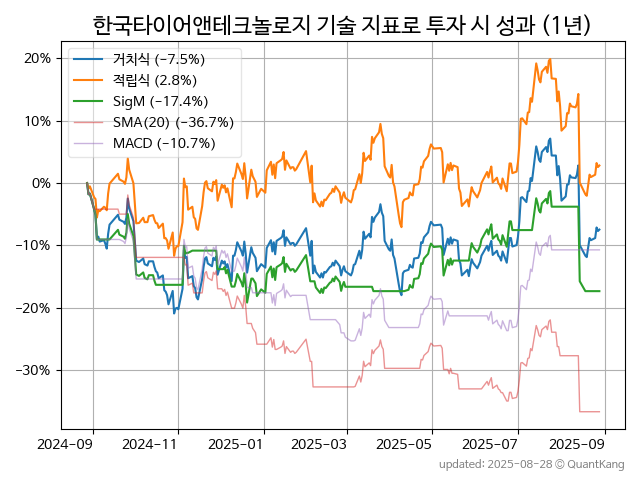 한국타이어앤테크놀로지 기술 지표로 투자 시 성과 (1년)
20%
10%
0%
−10%
−20%
−30%
거치식 (−7.5%)
적립식 (2.8%)
SigM (−17.4%)
SMA(20) (−36.7%)
MACD (−10.7%)
2024-09
2024-11
2025-01
2025-03
2025-05
2025-07
2025-09
updated: 2025-08-28 © QuantKang